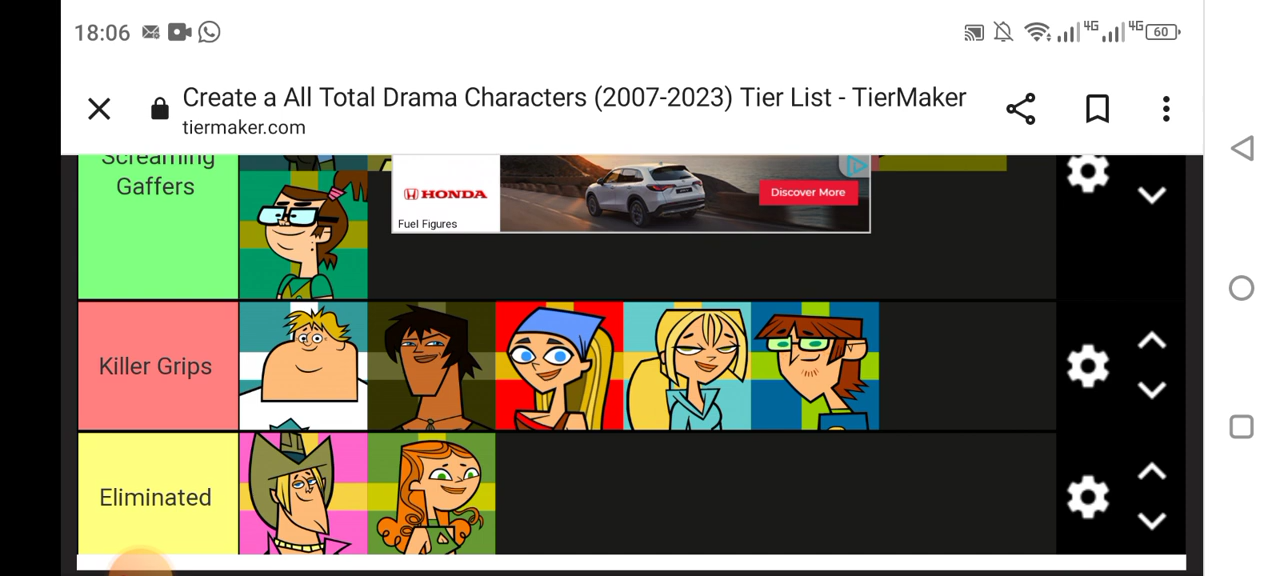 18:06
4G 4G 60
Create a All Total Drama Characters (2007-2023) Tier List - TierMaker
tiermaker.com
Screaming
Gaffers
HONDA
Discover More
Fuel Figures
Killer Grips
Eliminated